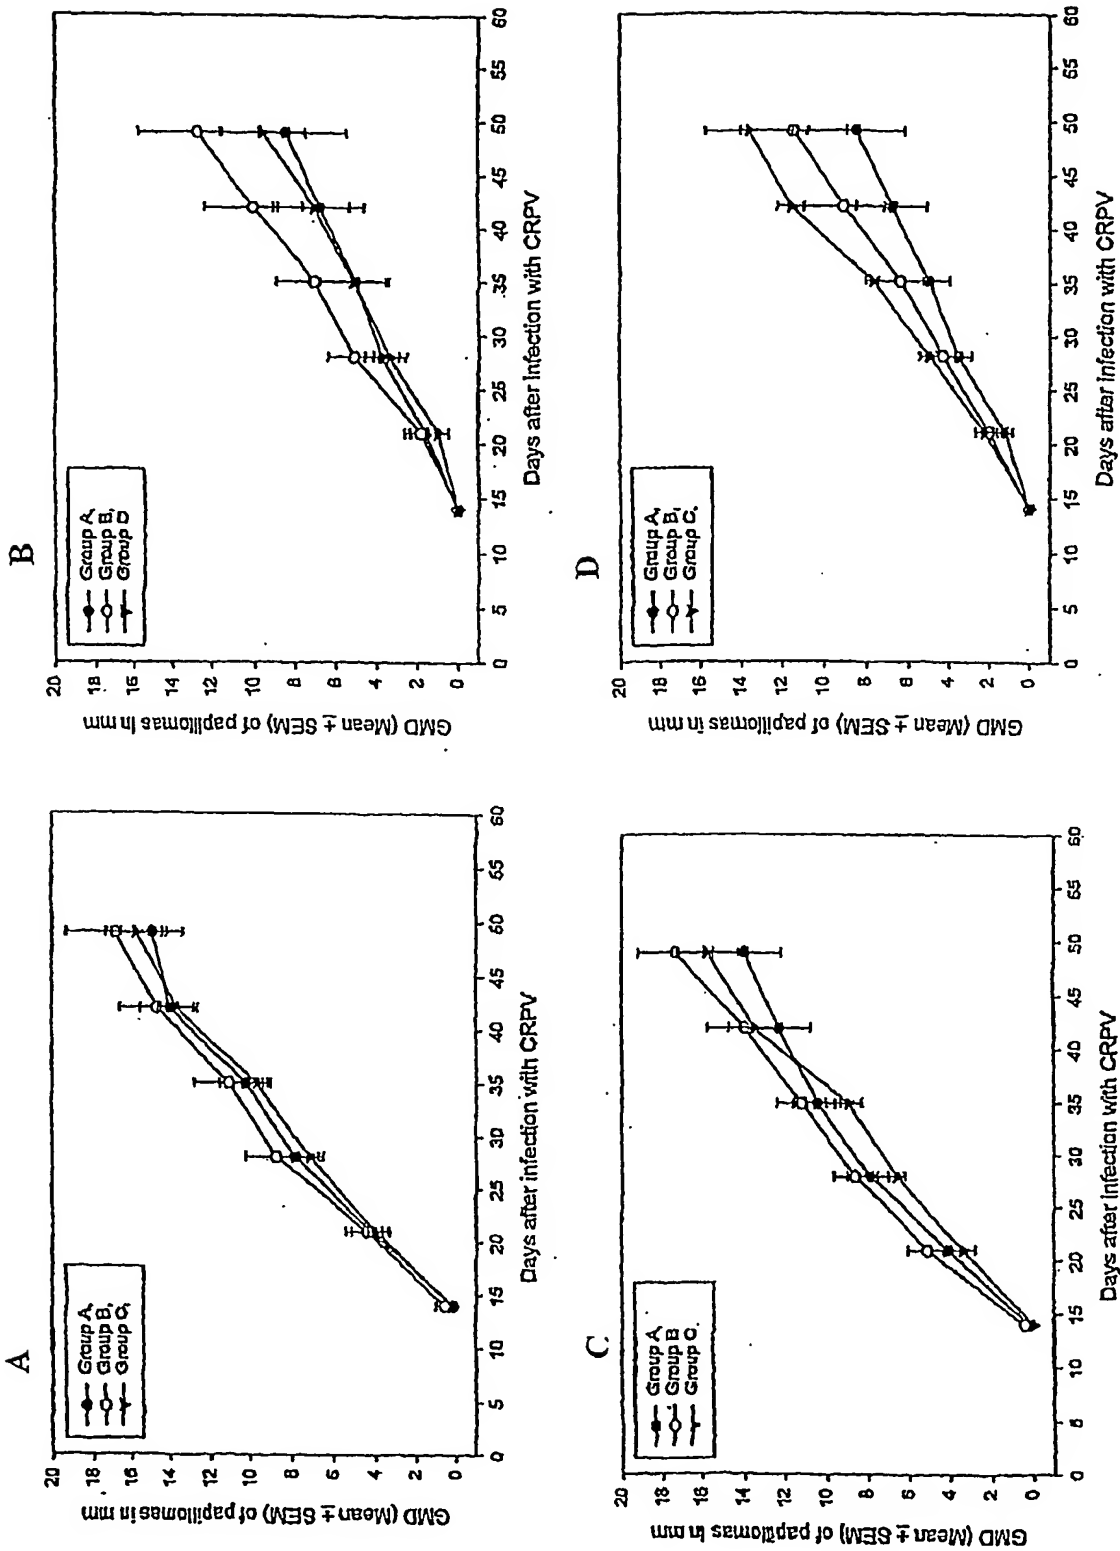 A
GMD (Mean ± SEM) of papillomas in mm
20
18
16
14
12
10
8
6
4
2
0
Group A,
Group B,
Group C,
0 5 10 15 20 25 30 35 40 45 50 55 60
Days after infection with CRPV
B
GMD (Mean ± SEM) of papillomas in mm
20
18
16
14
12
10
8
6
4
2
0
Group A,
Group B,
Group D
0 5 10 15 20 25 30 35 40 45 50 55 60
Days after infection with CRPV
C
GMD (Mean ± SEM) of papillomas in mm
20
18
16
14
12
10
8
6
4
2
0
Group A,
Group B
Group C.
0 5 10 15 20 25 30 35 40 45 50 55 60
Days after infection with CRPV
D
GMD (Mean ± SEM) of papillomas in mm
20
18
16
14
12
10
8
6
4
2
0
Group A,
Group B,
Group C.
0 5 10 15 20 25 30 35 40 45 50 55 60
Days after infection with CRPV